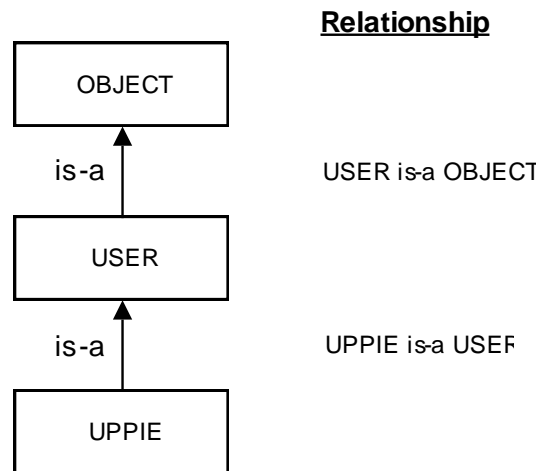 Relationship
OBJECT
is-a
USER is-a OBJECT
USER
is-a
UPPIE is-a USER
UPPIE